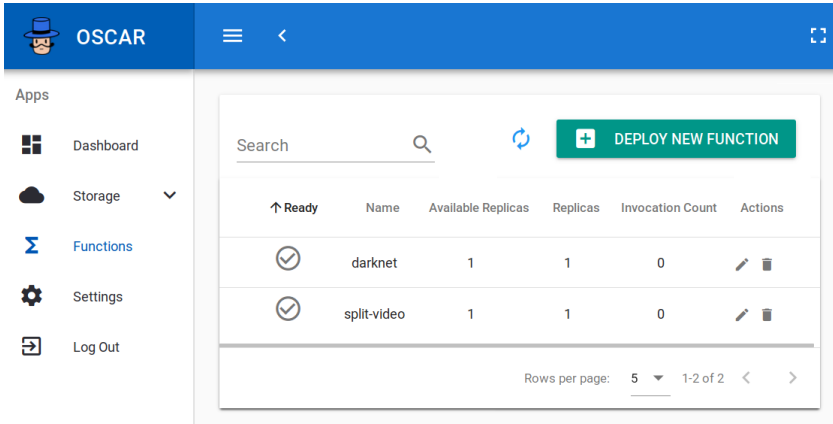 OSCAR
Apps
Dashboard
Storage
Functions
Settings
Log Out
Search
DEPLOY NEW FUNCTION
Ready Name Available Replicas Replicas Invocation Count Actions
darknet 1 1 0
split-video 1 1 0
Rows per page: 5 1-2 of 2